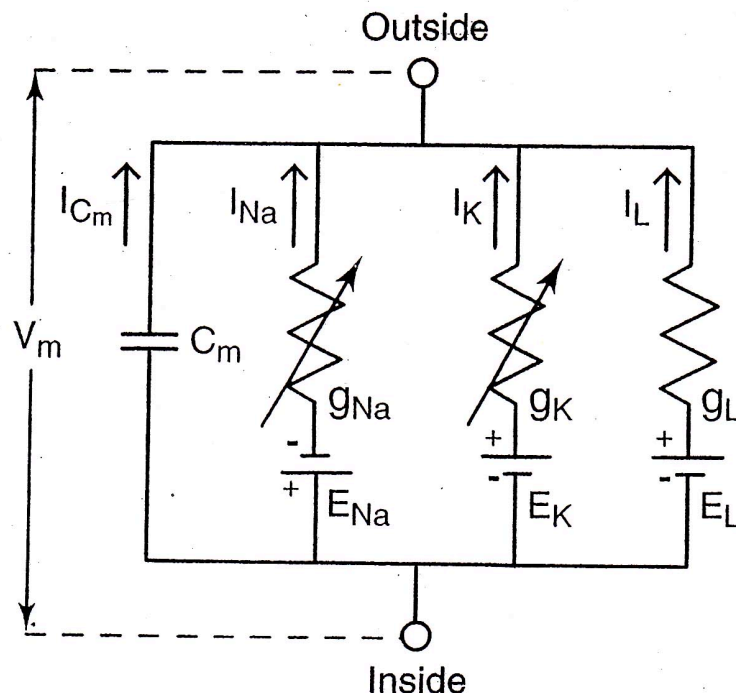 Outside
I_Cm I_Na I_K I_L
V_m C_m
g_Na g_K g_L
- + +
+ - -
E_Na E_K E_L
Inside